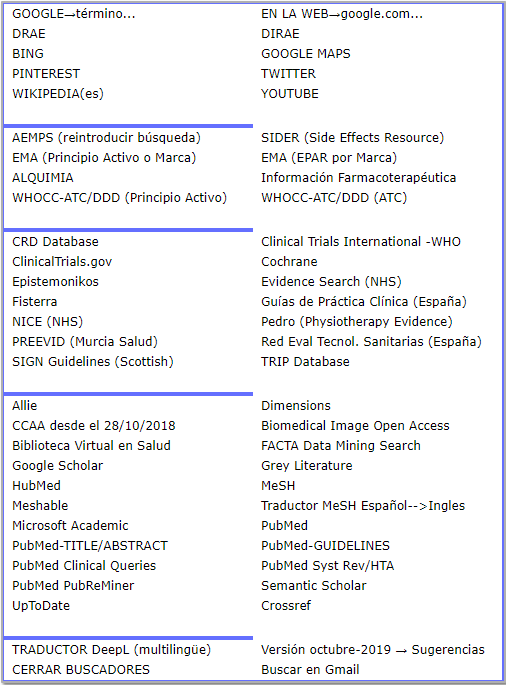 GOOGLE→término... EN LA WEB→google.com...
DRAE DIRAE
BING GOOGLE MAPS
PINTEREST TWITTER
WIKIPEDIA(es) YOUTUBE
AEMPS (reintroducir búsqueda) SIDER (Side Effects Resource)
EMA (Principio Activo o Marca) EMA (EPAR por Marca)
ALQUIMIA Información Farmacoterapéutica
WHOCC-ATC/DDD (Principio Activo) WHOCC-ATC/DDD (ATC)
CRD Database Clinical Trials International -WHO
ClinicalTrials.gov Cochrane
Epistemonikos Evidence Search (NHS)
Fisterra Guías de Práctica Clínica (España)
NICE (NHS) Pedro (Physiotherapy Evidence)
PREEVID (Murcia Salud) Red Eval Tecnol. Sanitarias (España)
SIGN Guidelines (Scottish) TRIP Database
Allie Dimensions
CCAA desde el 28/10/2018 Biomedical Image Open Access
Biblioteca Virtual en Salud FACTA Data Mining Search
Google Scholar Grey Literature
HubMed MeSH
Meshable Traductor MeSH Español-->Ingles
Microsoft Academic PubMed
PubMed-TITLE/ABSTRACT PubMed-GUIDELINES
PubMed Clinical Queries PubMed Syst Rev/HTA
PubMed PubReMiner Semantic Scholar
UpToDate Crossref
TRADUCTOR DeepL (multilingüe) Versión octubre-2019 → Sugerencias
CERRAR BUSCADORES Buscar en Gmail